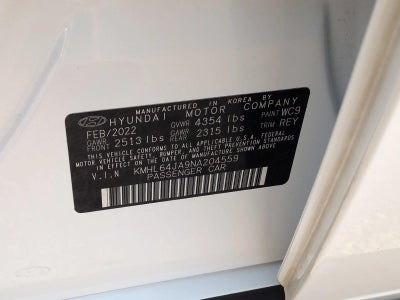 MANUFACTURED IN KOREA BY
HYUNDAI MOTOR COMPANY
FEB/2022 GVWR 4354 lbs PAINT WC9
GAWR FRONT 2513 lbs GAWR REAR 2315 lbs TRIM REY
THIS VEHICLE CONFORMS TO ALL APPLICABLE U.S.A. FEDERAL
MOTOR VEHICLE SAFETY, BUMPER, AND THEFT PREVENTION STANDARDS
IN EFFECT ON THE DATE OF MANUFACTURE SHOWN ABOVE.
V.I.N KMHL64JA9NA204559
PASSENGER CAR